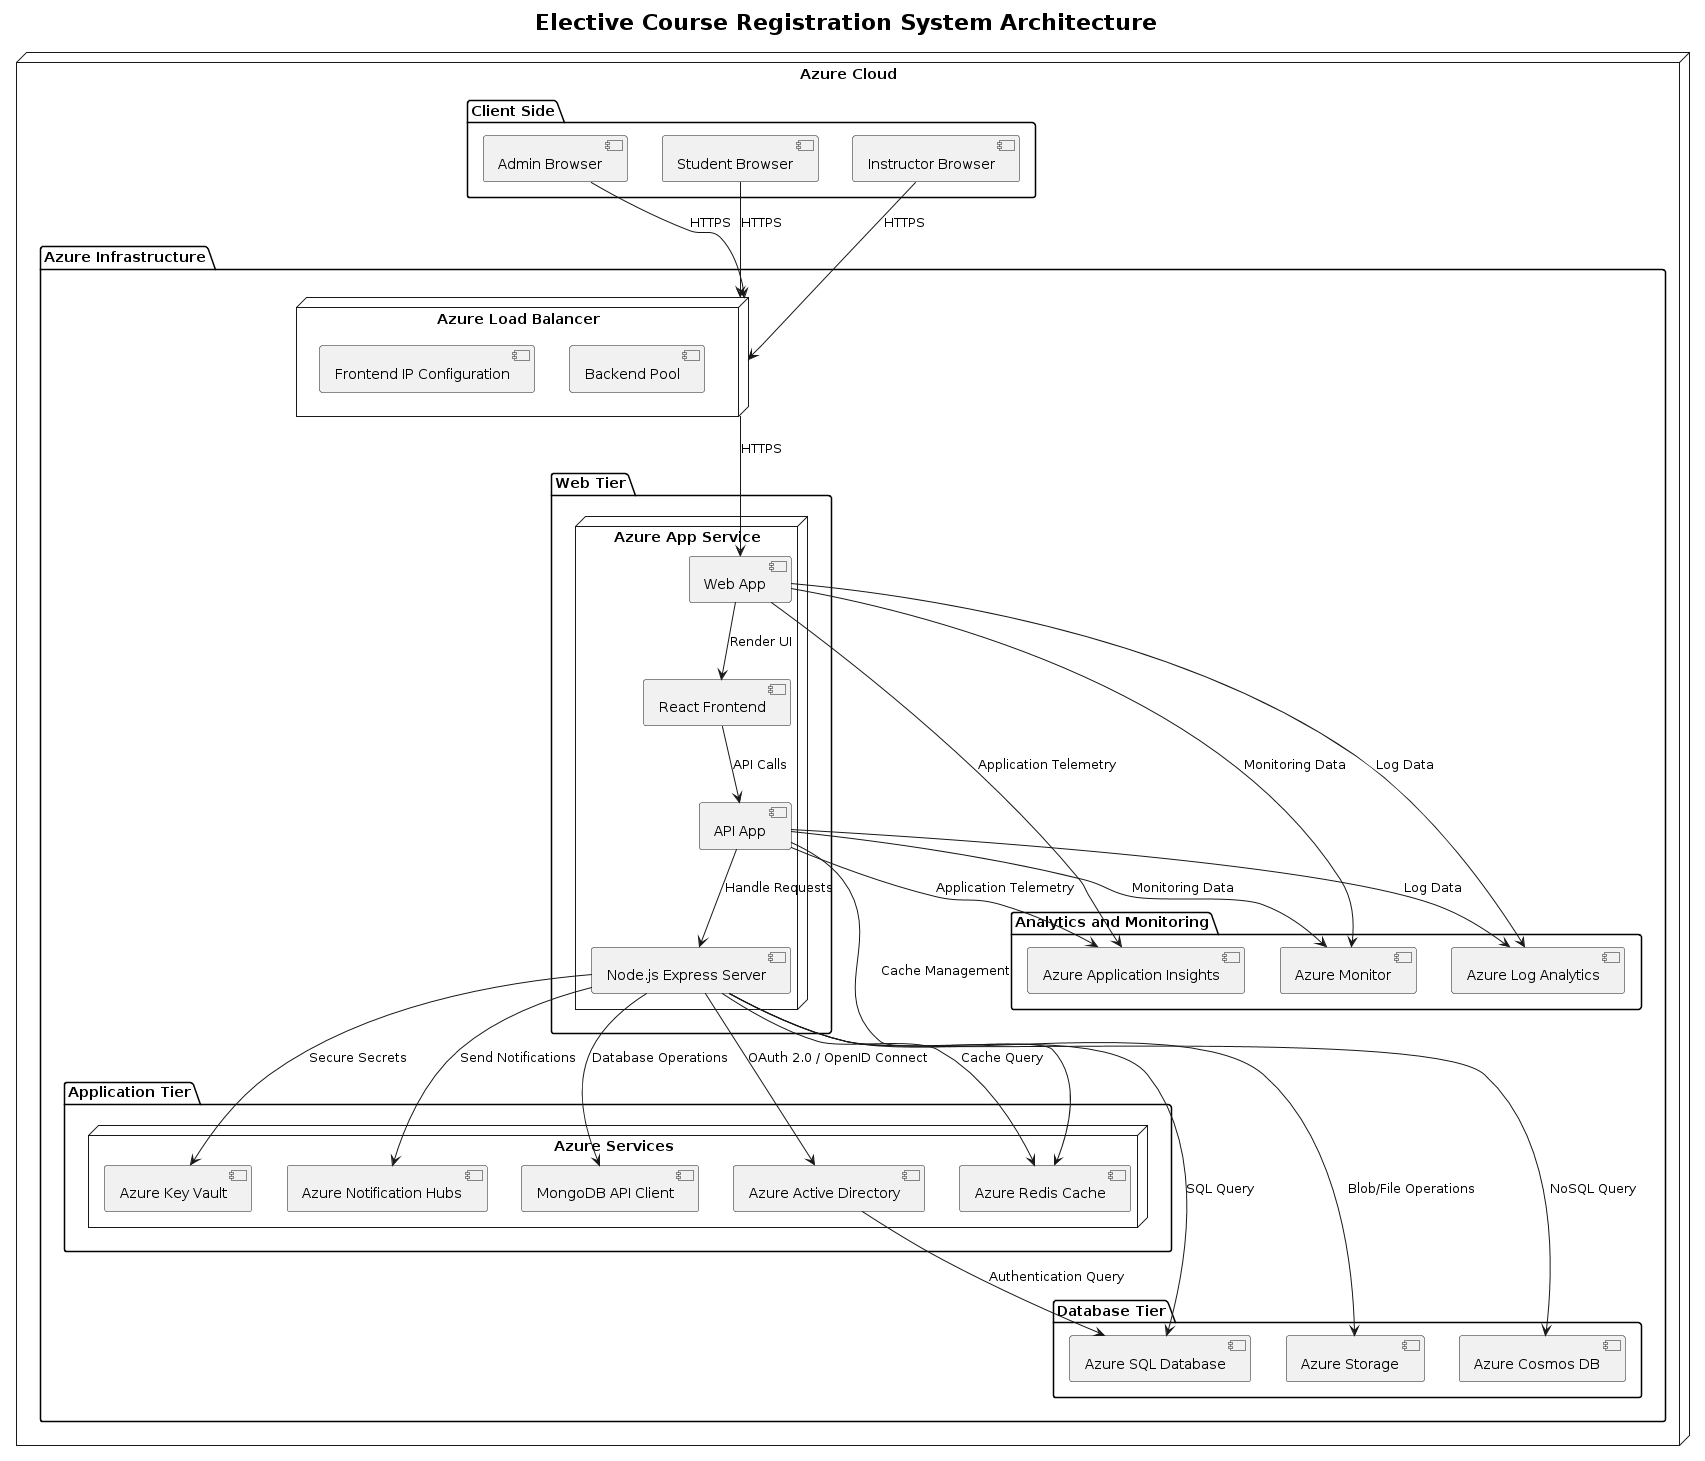 Elective Course Registration System Architecture
Azure Cloud
Client Side
Admin Browser
Student Browser
Instructor Browser
HTTPS
HTTPS
HTTPS
Azure Infrastructure
Azure Load Balancer
Frontend IP Configuration
Backend Pool
HTTPS
Web Tier
Azure App Service
Web App
Render UI
React Frontend
API Calls
Application Telemetry
Monitoring Data
Log Data
API App
Handle Requests
Application Telemetry
Monitoring Data
Log Data
Analytics and Monitoring
Node.js Express Server
Cache Management
Azure Application Insights
Azure Monitor
Azure Log Analytics
Secure Secrets
Send Notifications
Database Operations
OAuth 2.0 / OpenID Connect
Cache Query
Application Tier
Azure Services
Azure Key Vault
Azure Notification Hubs
MongoDB API Client
Azure Active Directory
Azure Redis Cache
SQL Query
Blob/File Operations
NoSQL Query
Authentication Query
Database Tier
Azure SQL Database
Azure Storage
Azure Cosmos DB